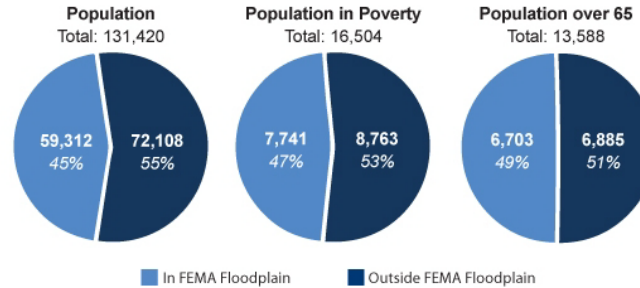 Population
Total: 131,420
59,312
45%
72,108
55%
Population in Poverty
Total: 16,504
7,741
47%
8,763
53%
Population over 65
Total: 13,588
6,703
49%
6,885
51%
In FEMA Floodplain
Outside FEMA Floodplain